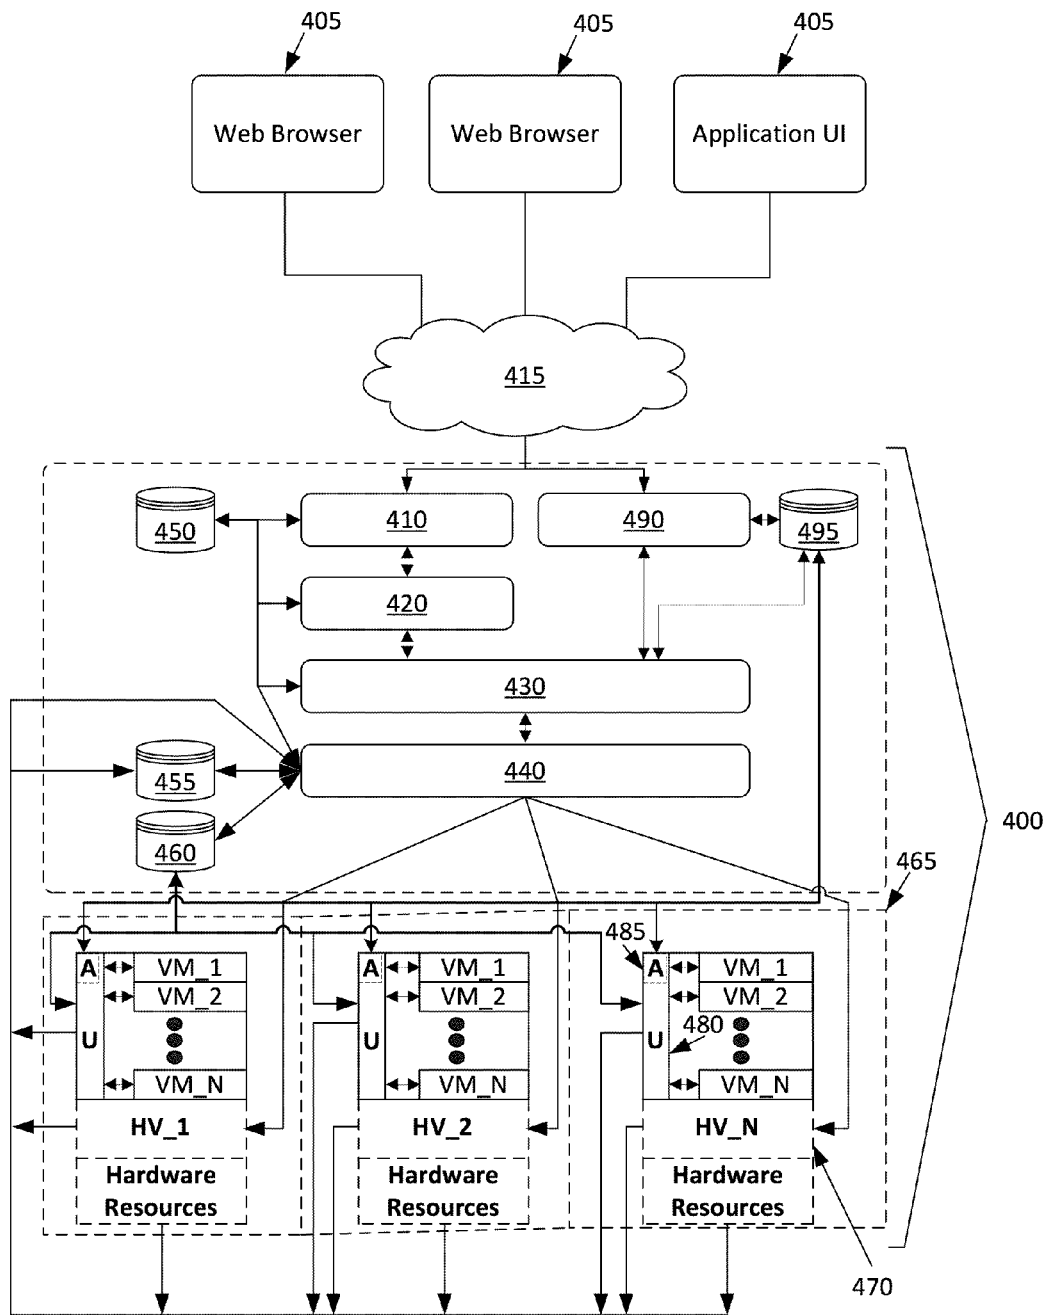 405
405
405
Web Browser
Web Browser
Application UI
415
450
410
490
495
420
430
455
440
460
400
465
485
A
VM_1
A
VM_1
A
VM_1
VM_2
VM_2
VM_2
480
U
U
U
VM_N
VM_N
VM_N
HV_1
HV_2
HV_N
Hardware
Resources
Hardware
Resources
Hardware
Resources
470